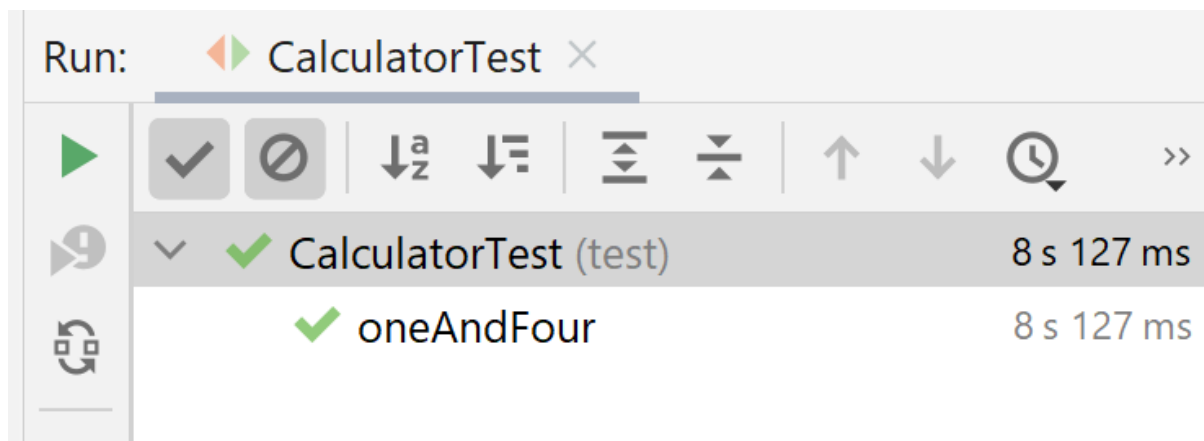 Run: CalculatorTest
CalculatorTest (test) 8 s 127 ms
oneAndFour 8 s 127 ms